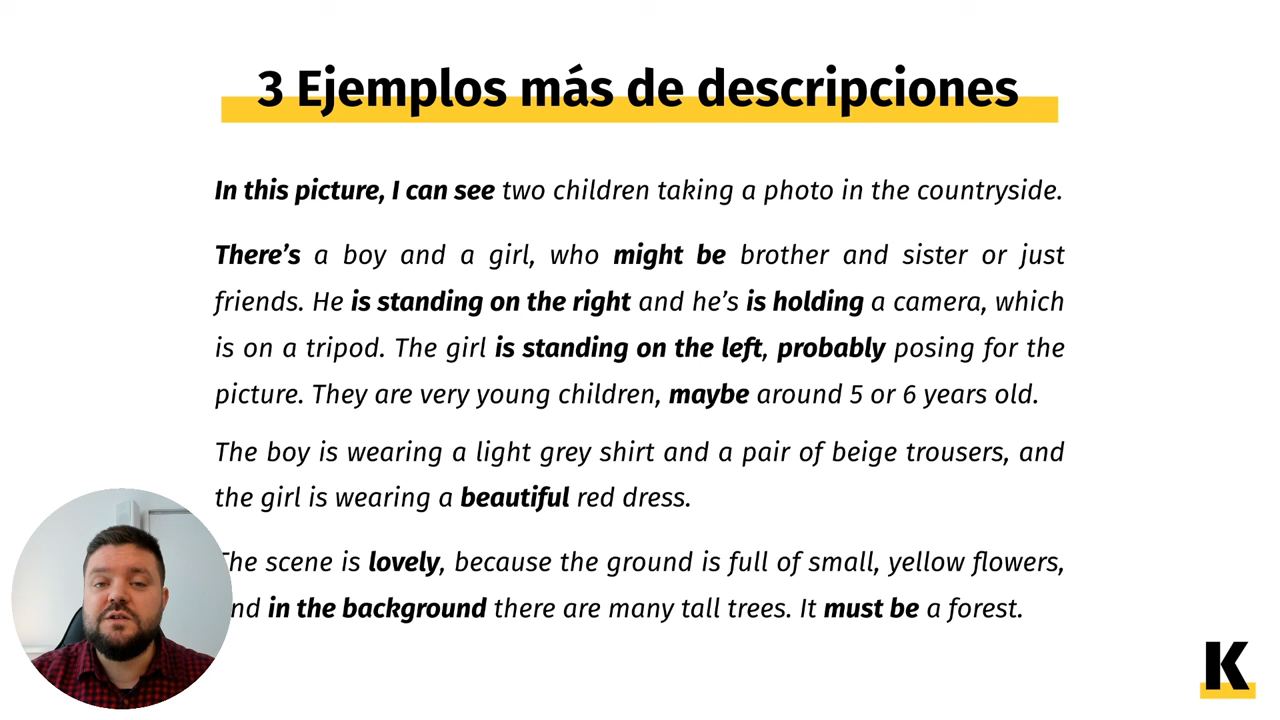 3 Ejemplos más de descripciones
In this picture, I can see two children taking a photo in the countryside.
There's a boy and a girl, who might be brother and sister or just
friends. He is standing on the right and he's is holding a camera, which
is on a tripod. The girl is standing on the left, probably posing for the
picture. They are very young children, maybe around 5 or 6 years old.
The boy is wearing a light grey shirt and a pair of beige trousers, and
the girl is wearing a beautiful red dress.
The scene is lovely, because the ground is full of small, yellow flowers,
and in the background there are many tall trees. It must be a forest.
K